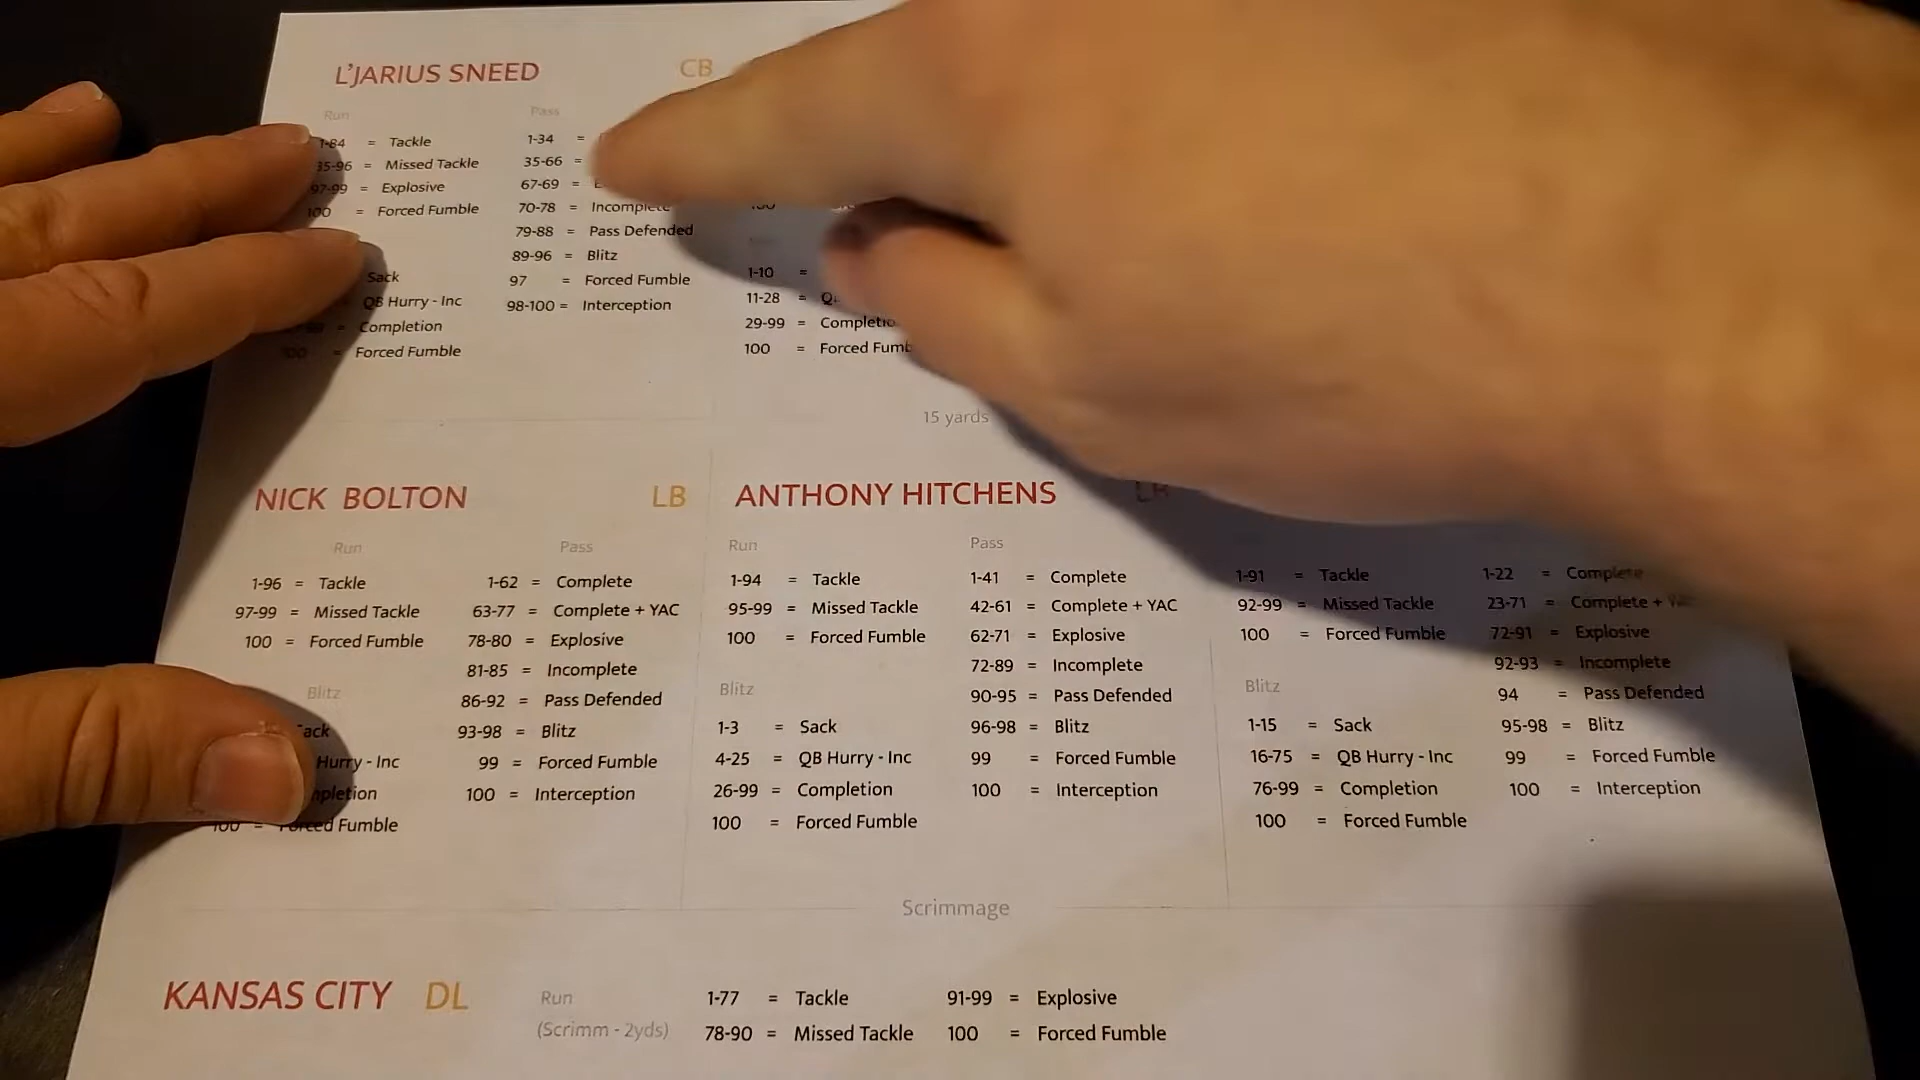 L'JARIUS SNEED CB
Run Pass
1-84 = Tackle 1-34 =
85-96 = Missed Tackle 35-66 =
97-99 = Explosive 67-69 =
100 = Forced Fumble 70-78 = Incomplete
79-88 = Pass Defended
Sack 89-96 = Blitz 1-10 =
QB Hurry - Inc 97 = Forced Fumble 11-28 =
= Completion 98-100 = Interception 29-99 = Completion
100 = Forced Fumble 100 = Forced Fumb
15 yards
NICK BOLTON LB ANTHONY HITCHENS LB
Run Pass Run Pass
1-96 = Tackle 1-62 = Complete 1-94 = Tackle 1-41 = Complete 1-91 = Tackle 1-22 = Complete
97-99 = Missed Tackle 63-77 = Complete + YAC 95-99 = Missed Tackle 42-61 = Complete + YAC 92-99 = Missed Tackle 23-71 = Complete + YAC
100 = Forced Fumble 78-80 = Explosive 100 = Forced Fumble 62-71 = Explosive 100 = Forced Fumble 72-91 = Explosive
81-85 = Incomplete 72-89 = Incomplete 92-93 = Incomplete
Blitz 86-92 = Pass Defended Blitz 90-95 = Pass Defended Blitz 94 = Pass Defended
Sack 93-98 = Blitz 1-3 = Sack 96-98 = Blitz 1-15 = Sack 95-98 = Blitz
Hurry - Inc 99 = Forced Fumble 4-25 = QB Hurry - Inc 99 = Forced Fumble 16-75 = QB Hurry - Inc 99 = Forced Fumble
mpletion 100 = Interception 26-99 = Completion 100 = Interception 76-99 = Completion 100 = Interception
100 = Forced Fumble 100 = Forced Fumble 100 = Forced Fumble
Scrimmage
KANSAS CITY DL Run 1-77 = Tackle 91-99 = Explosive
(Scrimm - 2yds) 78-90 = Missed Tackle 100 = Forced Fumble